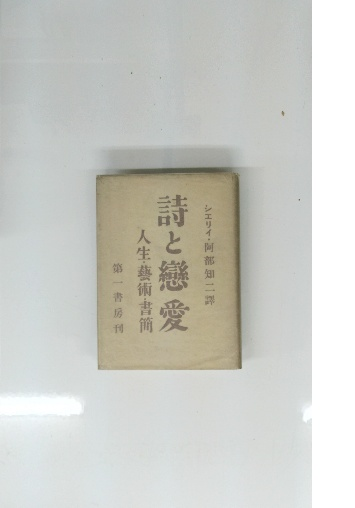 シエリイ・阿部知二譯
詩と戀愛
人生・藝術・書簡
第一書房刊